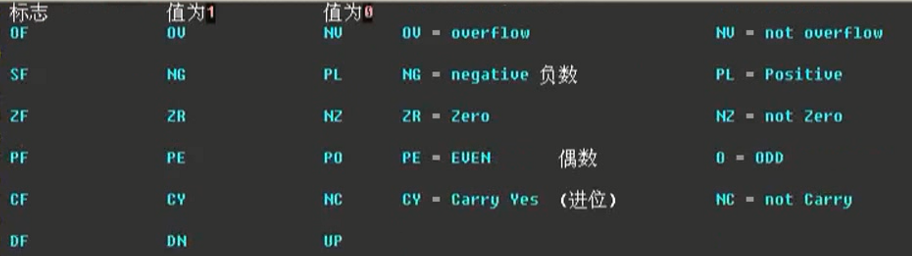 标志 值为1 值为0
OF OV NV OV = overflow NV = not overflow
SF NG PL NG = negative 负数 PL = Positive
ZF ZR NZ ZR = Zero NZ = not Zero
PF PE PO PE = EVEN 偶数 O = ODD
CF CY NC CY = Carry Yes (进位) NC = not Carry
DF DN UP